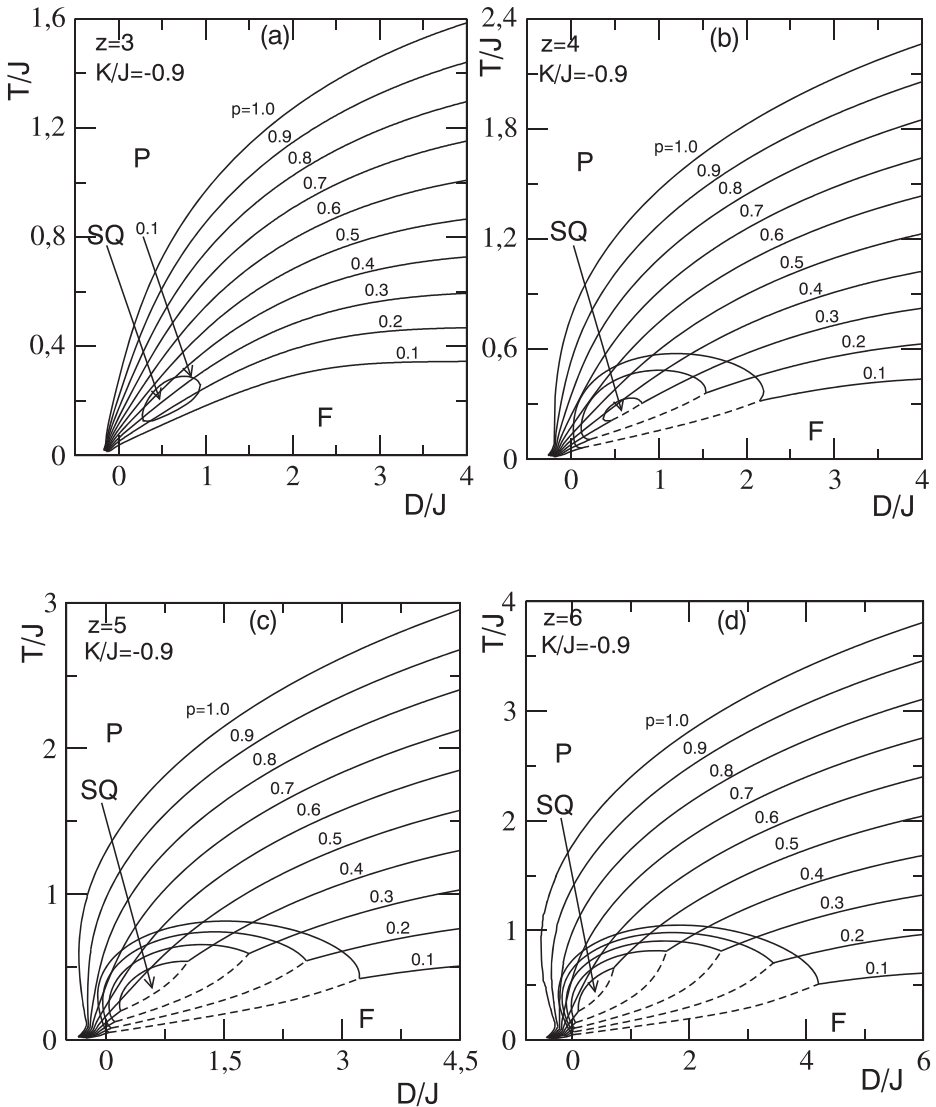 (a)
z=3
K/J=-0.9
T/J
1,6
1,2
0,8
0,4
0
P
SQ
0.1
p=1.0
0.9
0.8
0.7
0.6
0.5
0.4
0.3
0.2
0.1
F
0
1
2
3
4
D/J
(b)
z=4
K/J=-0.9
T/J
2,4
1,8
1,2
0,6
0
P
SQ
p=1.0
0.9
0.8
0.7
0.6
0.5
0.4
0.3
0.2
0.1
F
0
1
2
3
4
D/J
(c)
z=5
K/J=-0.9
T/J
3
2
1
0
P
SQ
p=1.0
0.9
0.8
0.7
0.6
0.5
0.4
0.3
0.2
0.1
F
0
1,5
3
4,5
D/J
(d)
z=6
K/J=-0.9
T/J
4
3
2
1
0
P
SQ
p=1.0
0.9
0.8
0.7
0.6
0.5
0.4
0.3
0.2
0.1
F
0
2
4
6
D/J